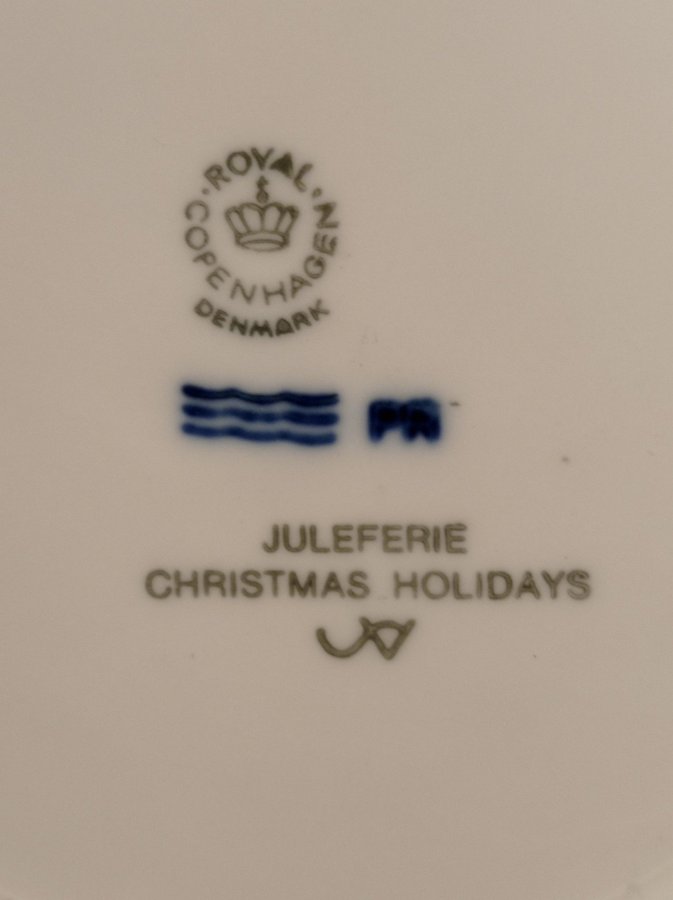 ROYAL
COPENHAGEN
DENMARK
JULEFERIE
CHRISTMAS HOLIDAYS